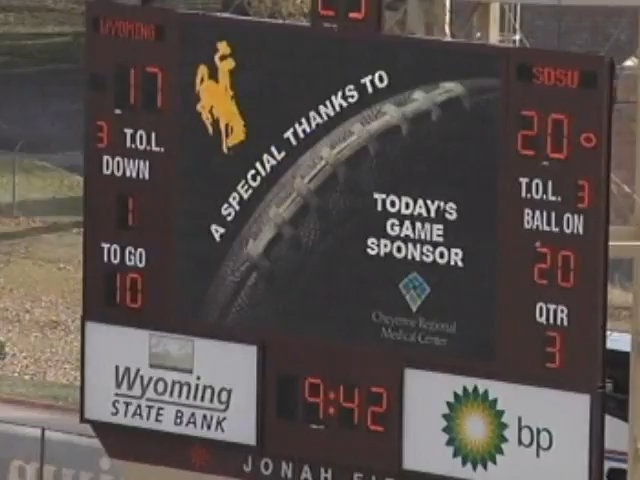 WYOMING
SDSU
17
20
3 T.O.L.
T.O.L. 3
DOWN
BALL ON
1
20
TO GO
QTR
10
3
A SPECIAL THANKS TO
TODAY'S
GAME
SPONSOR
Cheyenne Regional
Medical Center
Wyoming
STATE BANK
9:42
bp
JONAH